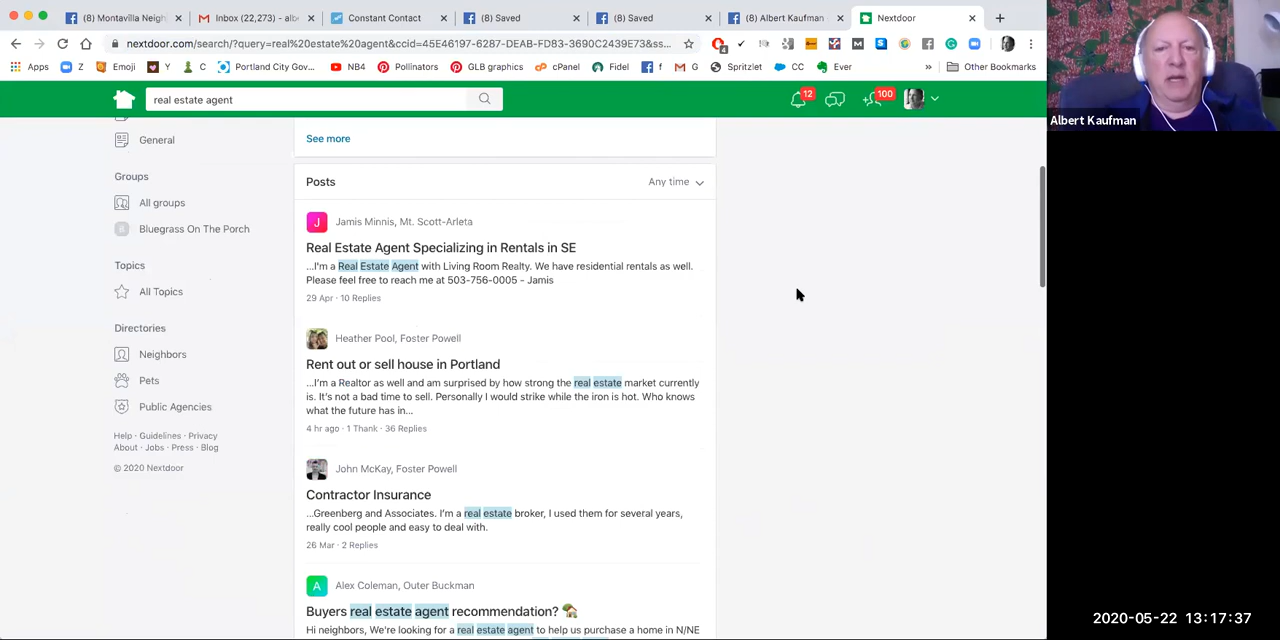 (8) Montavilla Neigh
Inbox (22,273) - albe
Constant Contact
(8) Saved
(8) Saved
(8) Albert Kaufman
Nextdoor
nextdoor.com/search/?query=real%20estate%20agent&ccid=45E46197-6287-DEAB-FD83-3690C2439E73&ss...
4
Apps
Z
Emoji
Y
C
Portland City Gov...
NB4
Pollinators
GLB graphics
cPanel
Fidel
f
G
Spritzlet
CC
Ever
»
Other Bookmarks
real estate agent
12
100
Albert Kaufman
General
Groups
All groups
B
Bluegrass On The Porch
Topics
All Topics
Directories
Neighbors
Pets
Public Agencies
Help · Guidelines · Privacy
About · Jobs · Press · Blog
© 2020 Nextdoor
See more
Posts
Any time
J
Jamis Minnis, Mt. Scott-Arleta
Real Estate Agent Specializing in Rentals in SE
...I'm a Real Estate Agent with Living Room Realty. We have residential rentals as well.
Please feel free to reach me at 503-756-0005 - Jamis
29 Apr · 10 Replies
Heather Pool, Foster Powell
Rent out or sell house in Portland
...I'm a Realtor as well and am surprised by how strong the real estate market currently
is. It's not a bad time to sell. Personally I would strike while the iron is hot. Who knows
what the future has in...
4 hr ago · 1 Thank · 36 Replies
John McKay, Foster Powell
Contractor Insurance
...Greenberg and Associates. I'm a real estate broker, I used them for several years,
really cool people and easy to deal with.
26 Mar · 2 Replies
A
Alex Coleman, Outer Buckman
Buyers real estate agent recommendation?
Hi neighbors, We're looking for a real estate agent to help us purchase a home in N/NE
2020-05-22 13:17:37